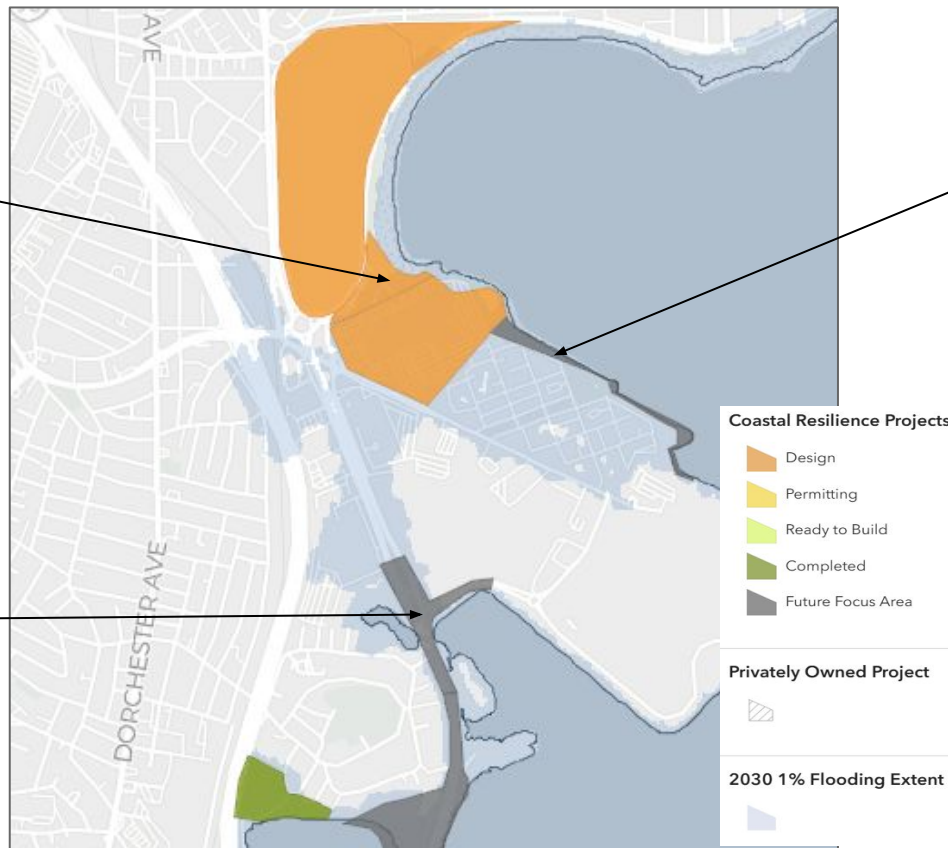 AVE
DORCHESTER AVE
Coastal Resilience Projects
Design
Permitting
Ready to Build
Completed
Future Focus Area
Privately Owned Project
2030 1% Flooding Extent